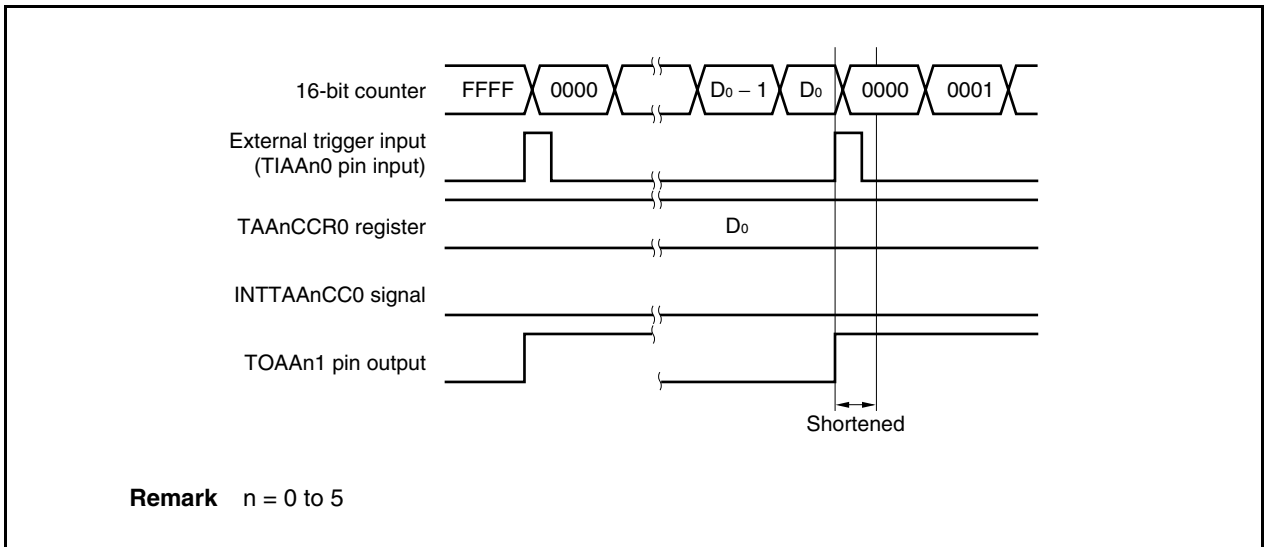 16-bit counter FFFF 0000 D0 − 1 D0 0000 0001
External trigger input
(TIAAn0 pin input)
TAAnCCR0 register D0
INTTAAnCC0 signal
TOAAn1 pin output
Shortened
Remark n = 0 to 5